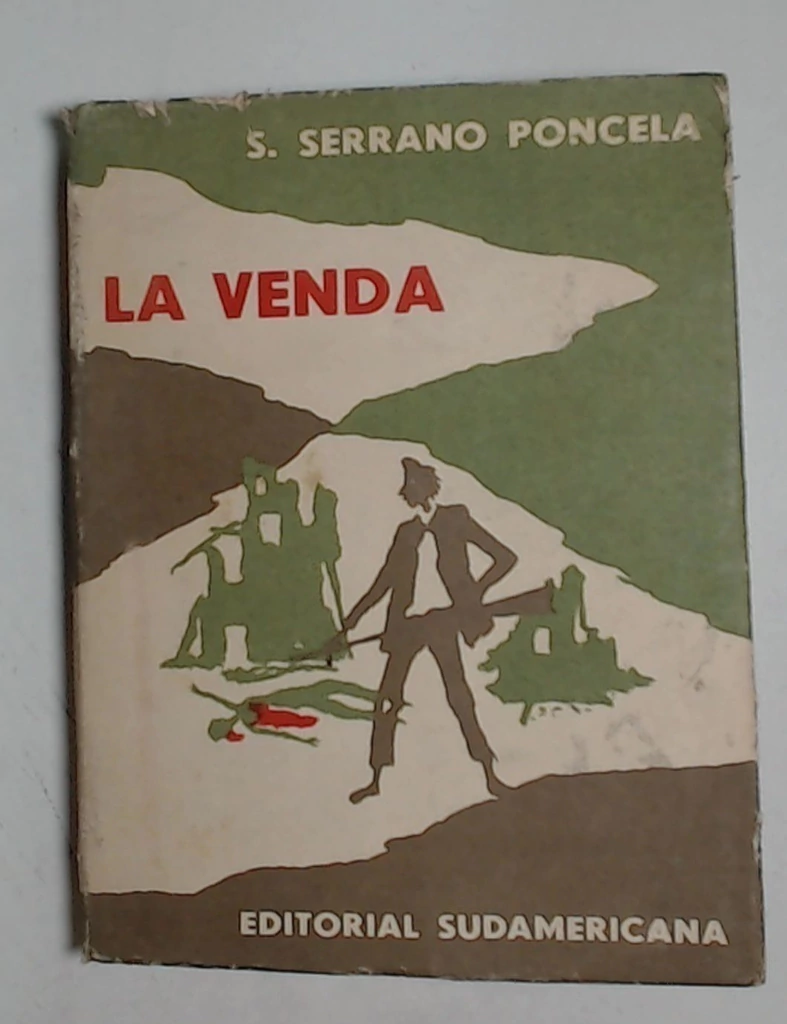 S. SERRANO PONCELA
LA VENDA
EDITORIAL SUDAMERICANA